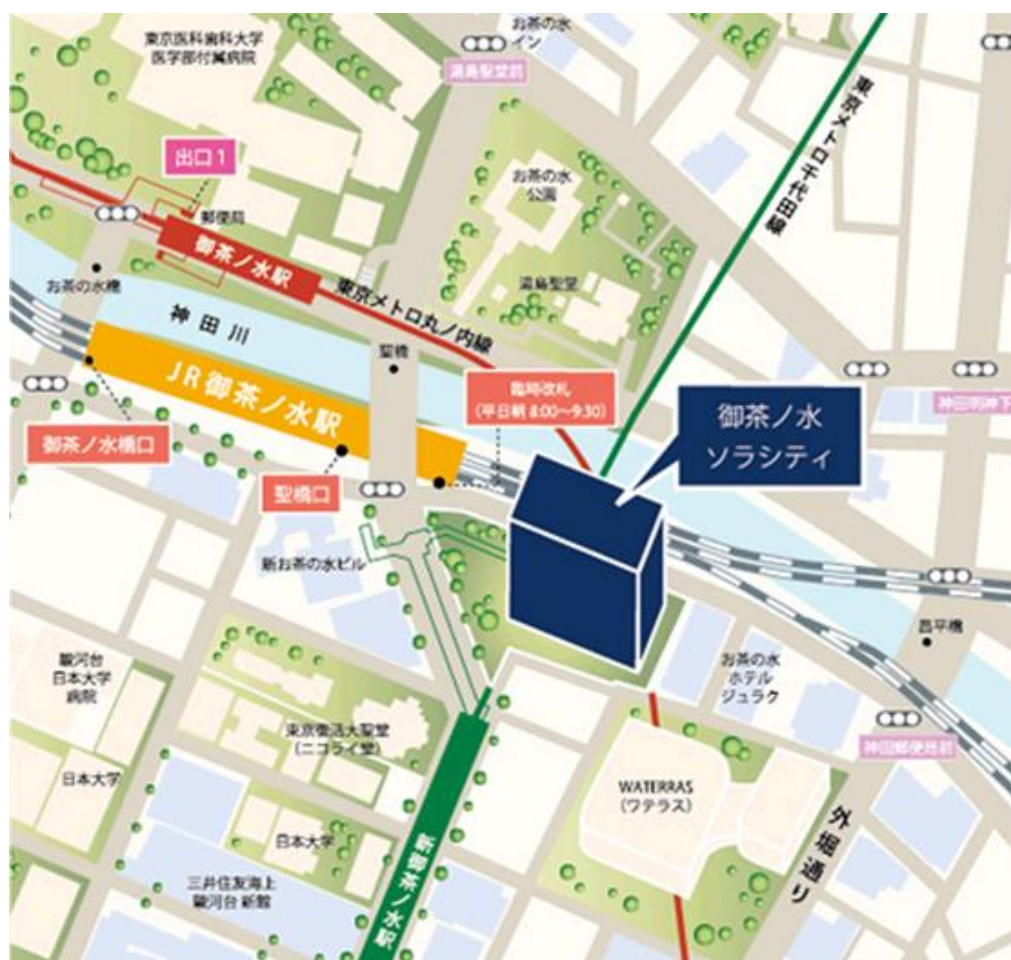 お茶の水
イン
東京医科歯科大学
医学部付属病院
湯島聖堂前
東京メトロ千代田線
出口1
お茶の水
公園
郵便局
御茶ノ水駅
お茶の水橋
東京メトロ丸ノ内線
湯島聖堂
神田川
聖橋
JR御茶ノ水駅
臨時改札
(平日朝 8:00〜9:30)
御茶ノ水
ソラシティ
神田明神下
御茶ノ水橋口
聖橋口
新お茶の水ビル
昌平橋
駿河台
日本大学
病院
お茶の水
ホテル
ジュラク
東京復活大聖堂
(ニコライ堂)
神田郵便局前
日本大学
WATERRAS
(ワテラス)
外堀通り
日本大学
新御茶ノ水駅
三井住友海上
駿河台新館